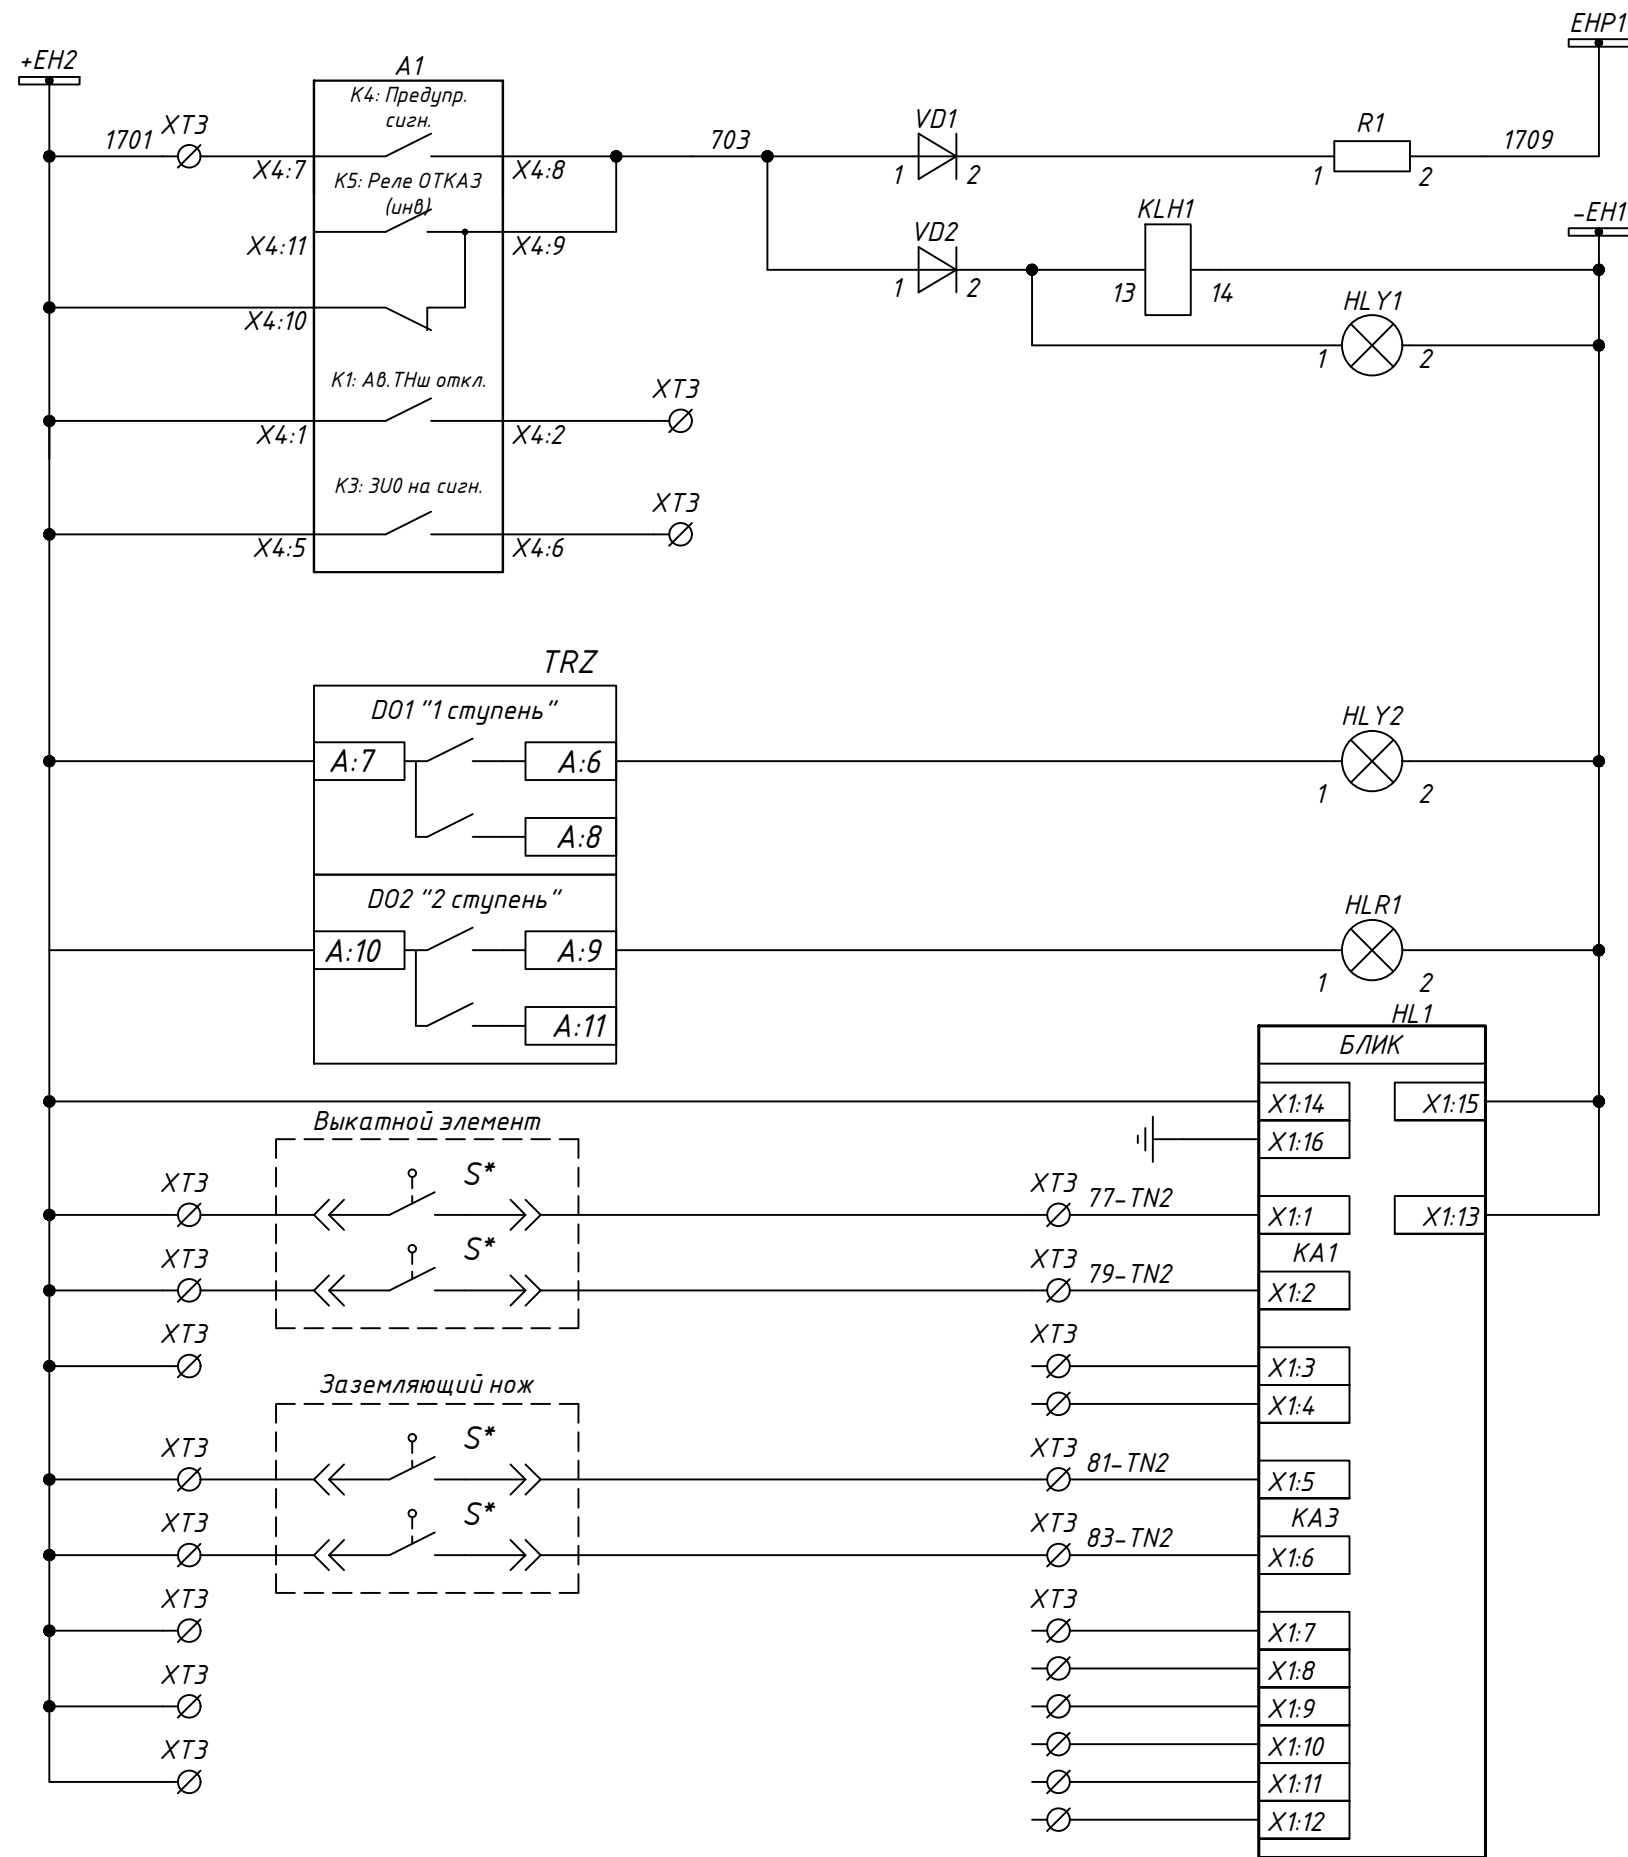 EHP1
+EH2
A1
K4: Предупр.
сигн.
1701
XT3
703
VD1
R1
1709
X4:7
X4:8
1
2
1
2
K5: Реле ОТКАЗ
(инв)
-EH1
X4:11
X4:9
VD2
KLH1
1
2
13
14
X4:10
HLY1
1
2
K1: Ав.ТНш откл.
XT3
X4:1
X4:2
K3: 3U0 на сигн.
XT3
X4:5
X4:6
TRZ
DO1 "1 ступень"
HLY2
A:7
A:6
1
2
A:8
DO2 "2 ступень"
HLR1
A:10
A:9
1
2
A:11
HL1
БЛИК
X1:14
X1:15
Выкатной элемент
X1:16
XT3
S*
XT3
77-TN2
X1:1
X1:13
XT3
S*
XT3
79-TN2
KA1
X1:2
XT3
XT3
X1:3
Заземляющий нож
X1:4
XT3
S*
XT3
81-TN2
X1:5
XT3
S*
XT3
83-TN2
KA3
X1:6
XT3
XT3
X1:7
XT3
X1:8
X1:9
XT3
X1:10
X1:11
X1:12